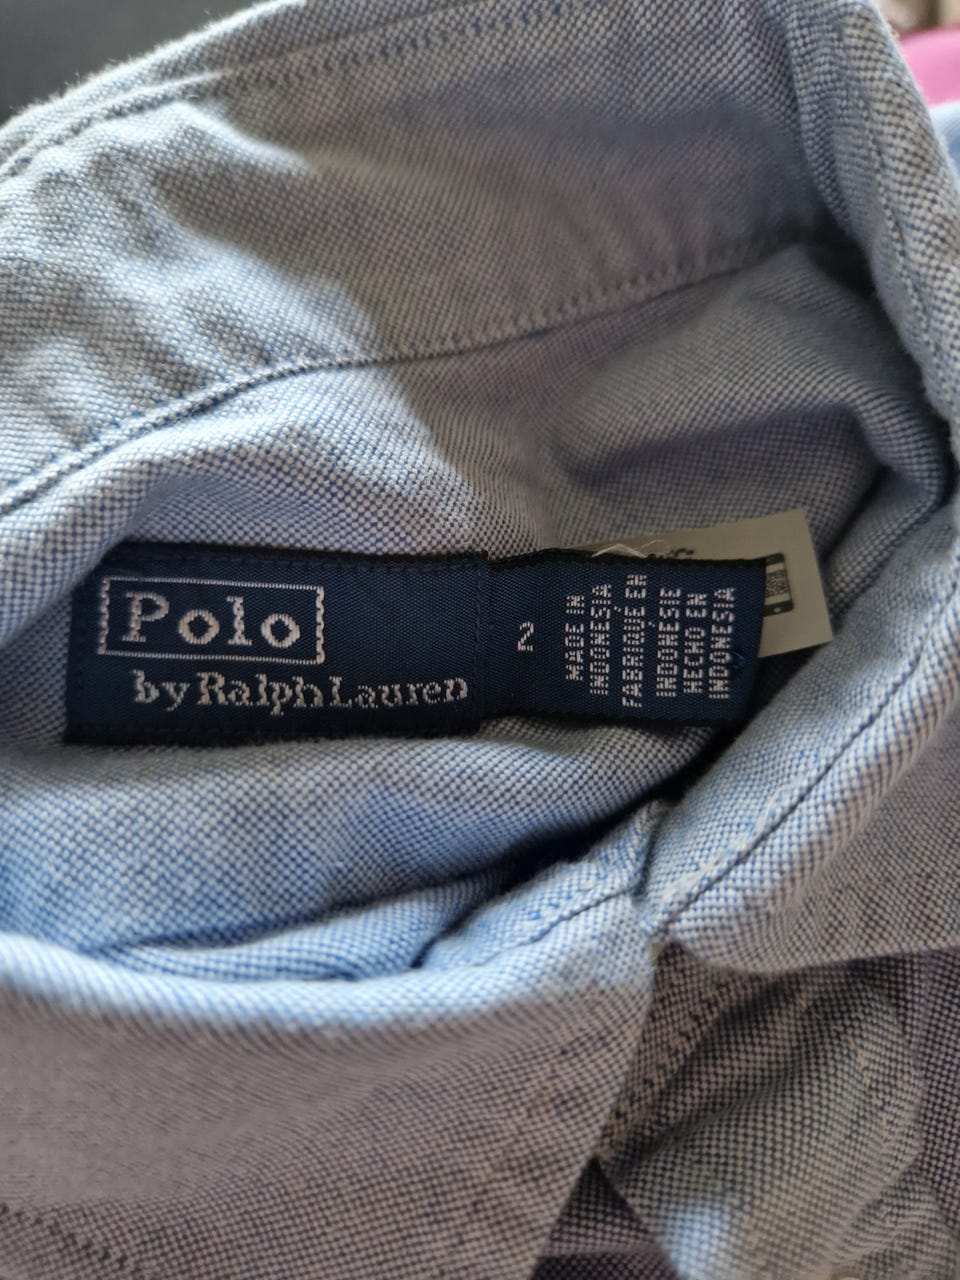 Polo
by Ralph Lauren
2
MADE IN
INDONESIA
FABRIQUÉ EN
INDONESIE
HECHO EN
INDONESIA